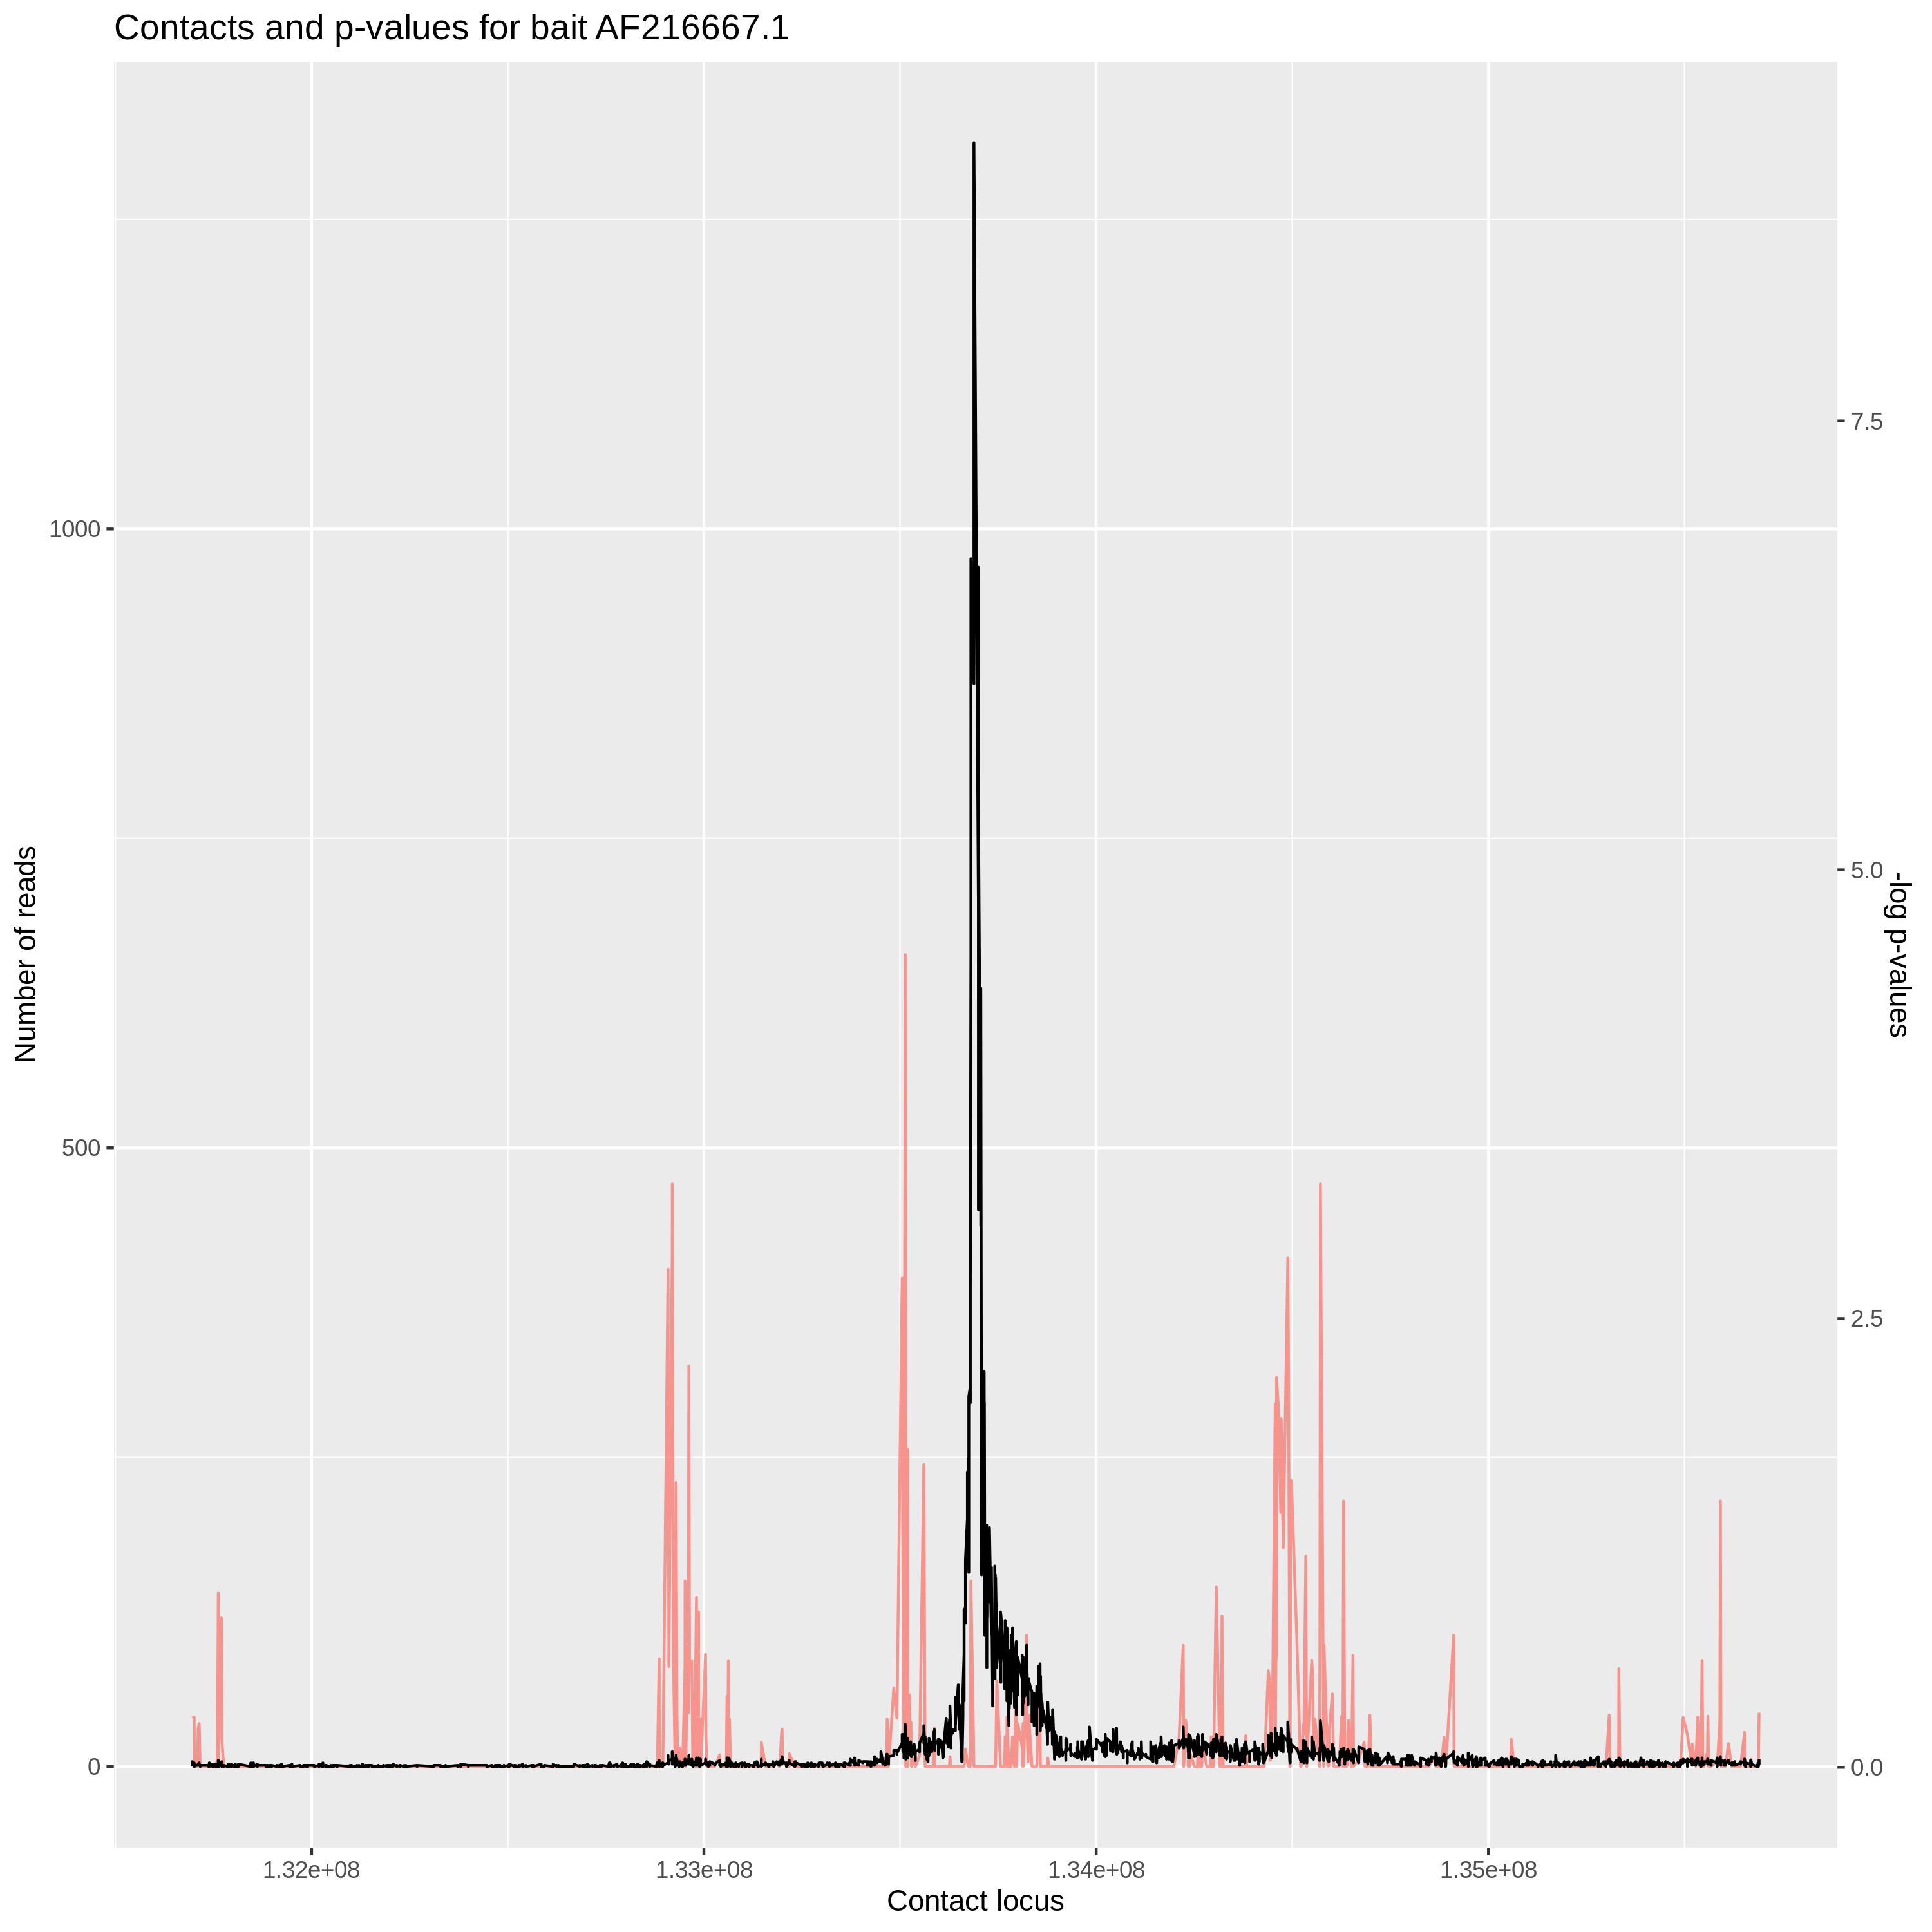 Contacts and p-values for bait AF216667.1
Number of reads
1000
500
0
7.5
5.0
2.5
0.0
-log p-values
1.32e+08 1.33e+08 1.34e+08 1.35e+08
Contact locus